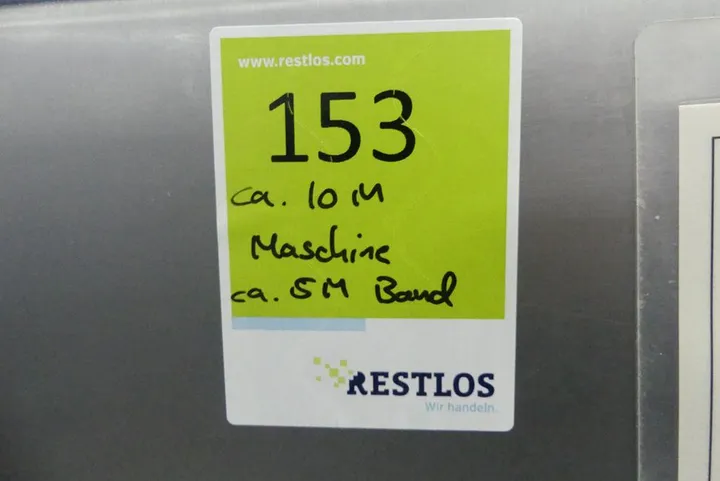 www.restlos.com
153
ca. 10 M
Maschine
ca. 5M Band
RESTLOS
Wir handeln.